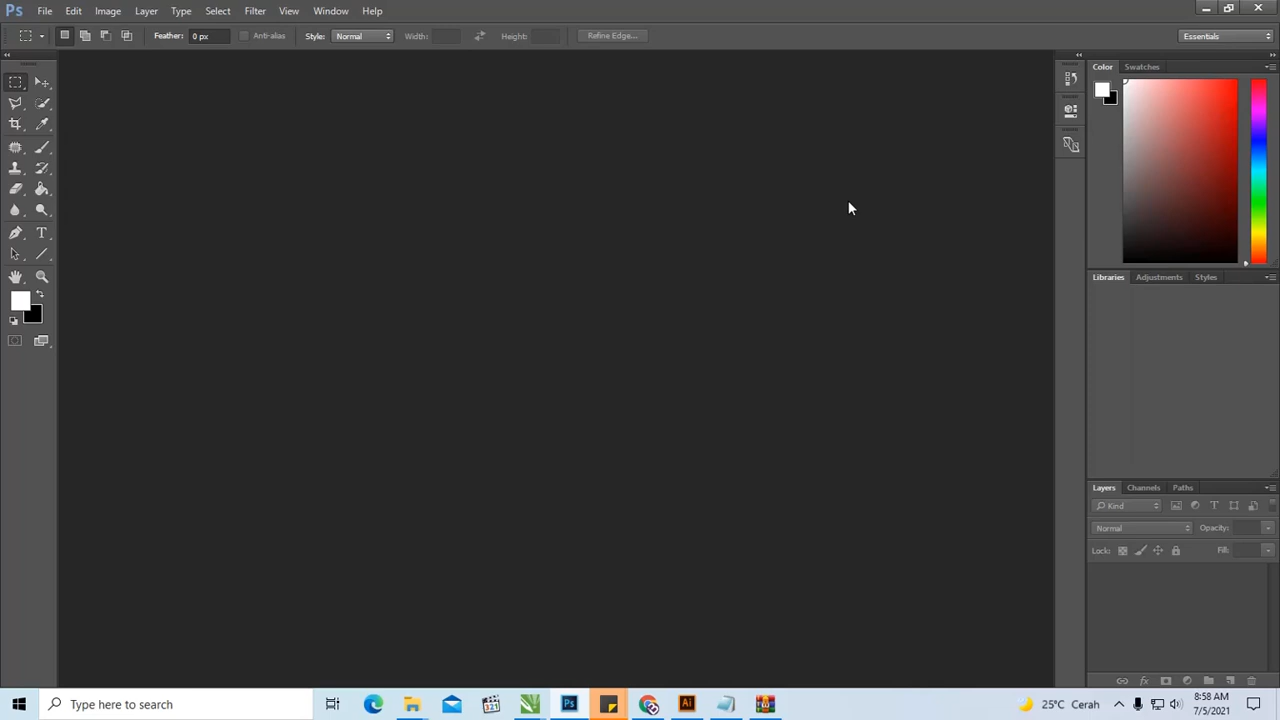 Ps File Edit Image Layer Type Select Filter View Window Help
Feather: 0 px Anti-alias Style: Normal Width: Height: Refine Edge... Essentials
Color Swatches
Libraries Adjustments Styles
Layers Channels Paths
Kind
Normal Opacity:
Lock: Fill:
Type here to search
Ps
Ai
25°C Cerah
8:58 AM
7/5/2021